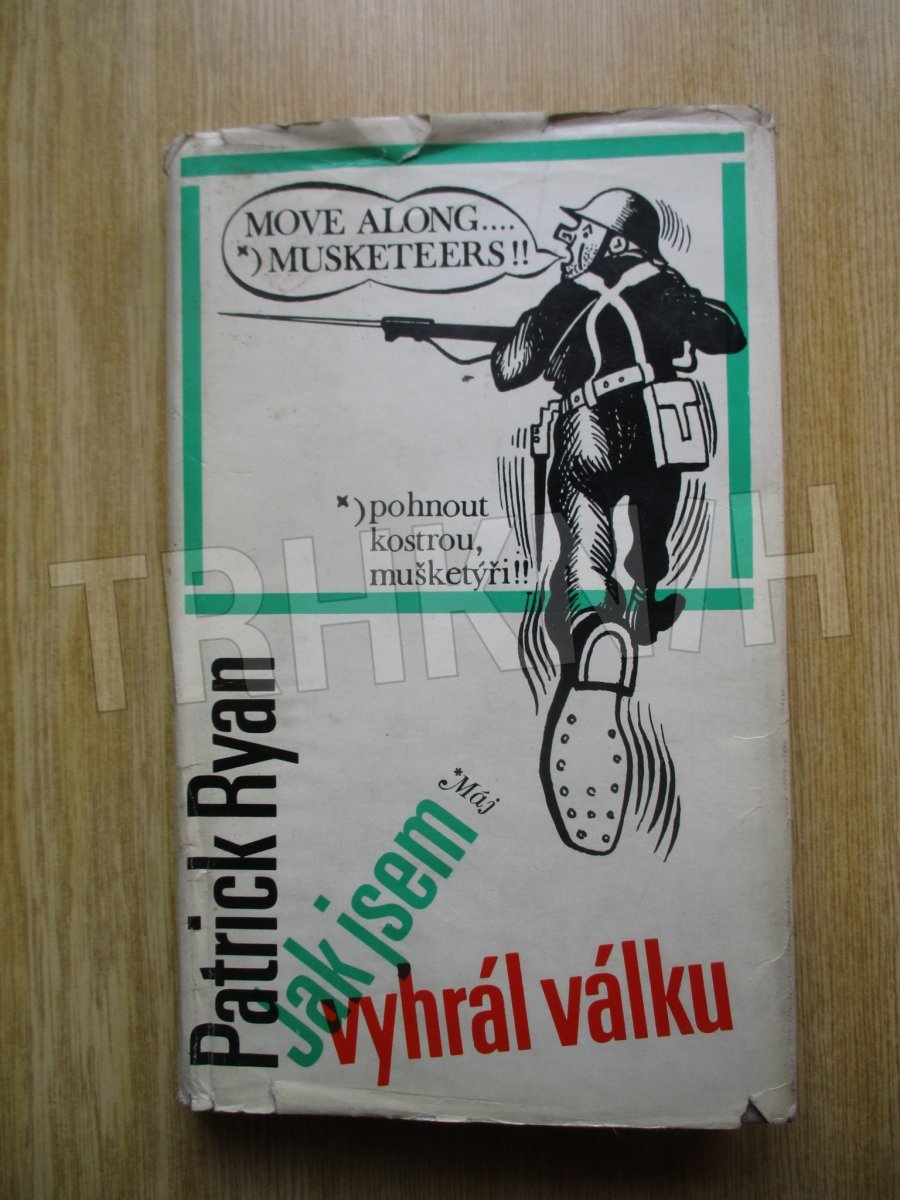 MOVE ALONG....
*) MUSKETEERS!!
*) pohnout
kostrou,
mušketýři!!
TRHKNIH
Patrick Ryan
*Máj
Jak jsem
vyhrál válku